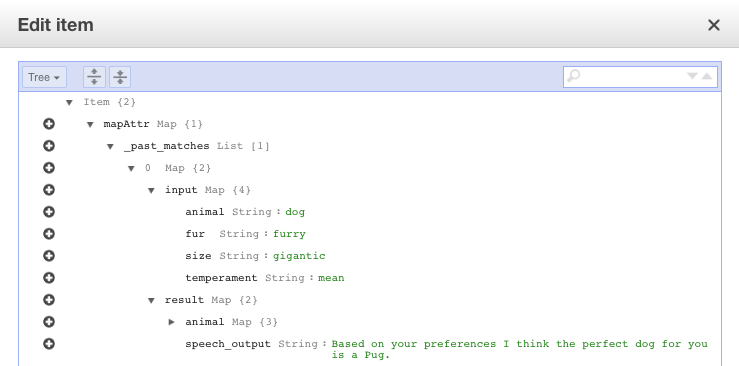 Edit item
Tree
Item {2}
mapAttr Map {1}
_past_matches List [1]
0 Map {2}
input Map {4}
animal String : dog
fur String : furry
size String : gigantic
temperament String : mean
result Map {2}
animal Map {3}
speech_output String : Based on your preferences I think the perfect dog for you
is a Pug.